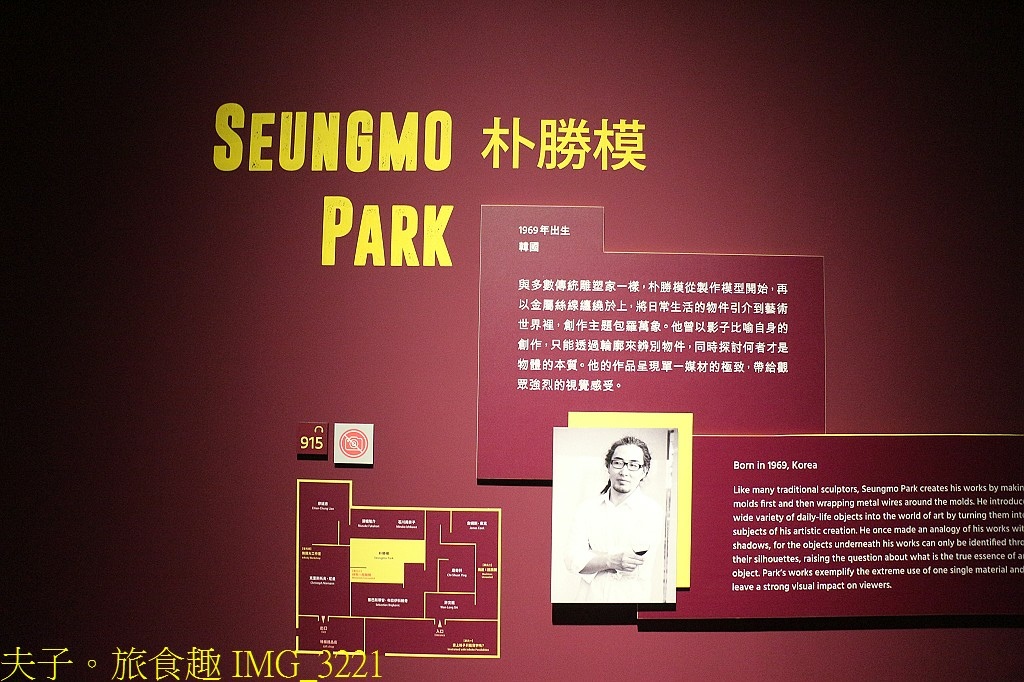 SEUNGMO 朴勝模
PARK
1969年出生
韓國
與多數傳統雕塑家一樣，朴勝模從製作模型開始，再
以金屬絲線纏繞於上，將日常生活的物件引介到藝術
世界裡，創作主題包羅萬象。他曾以影子比喻自身的
創作，只能透過輪廓來辨別物件，同時探討何者才是
物體的本質。他的作品呈現單一媒材的極致，帶給觀
眾強烈的視覺感受。
915
Born in 1969, Korea
Like many traditional sculptors, Seungmo Park creates his works by makin
molds first and then wrapping metal wires around the molds. He introduce
wide variety of daily-life objects into the world of art by turning them into
subjects of his artistic creation. He once made an analogy of his works wit
shadows, for the objects underneath his works can only be identified thro
their silhouettes, raising the question about what is the true essence of a
object. Park's works exemplify the extreme use of one single material and
leave a strong visual impact on viewers.
朴勝模
Seungmo Park
出口
入口
夫子。旅食趣 IMG_3221